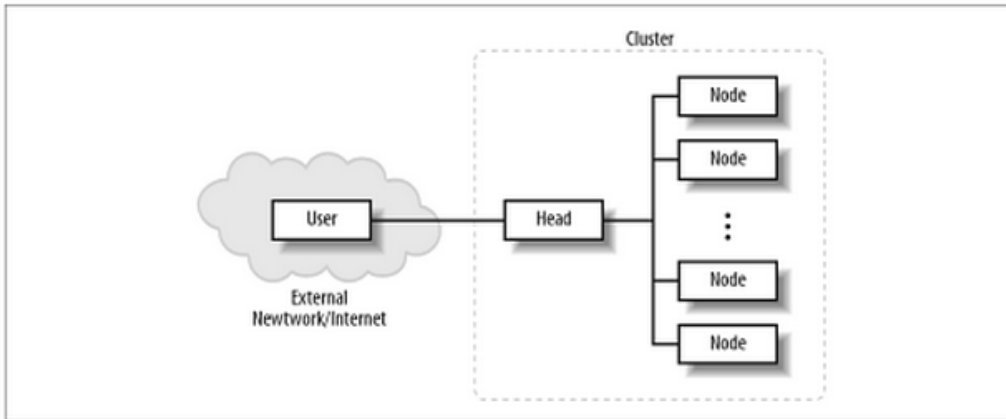 Cluster
Node
Node
User
Head
Node
External
Newtwork/Internet
Node